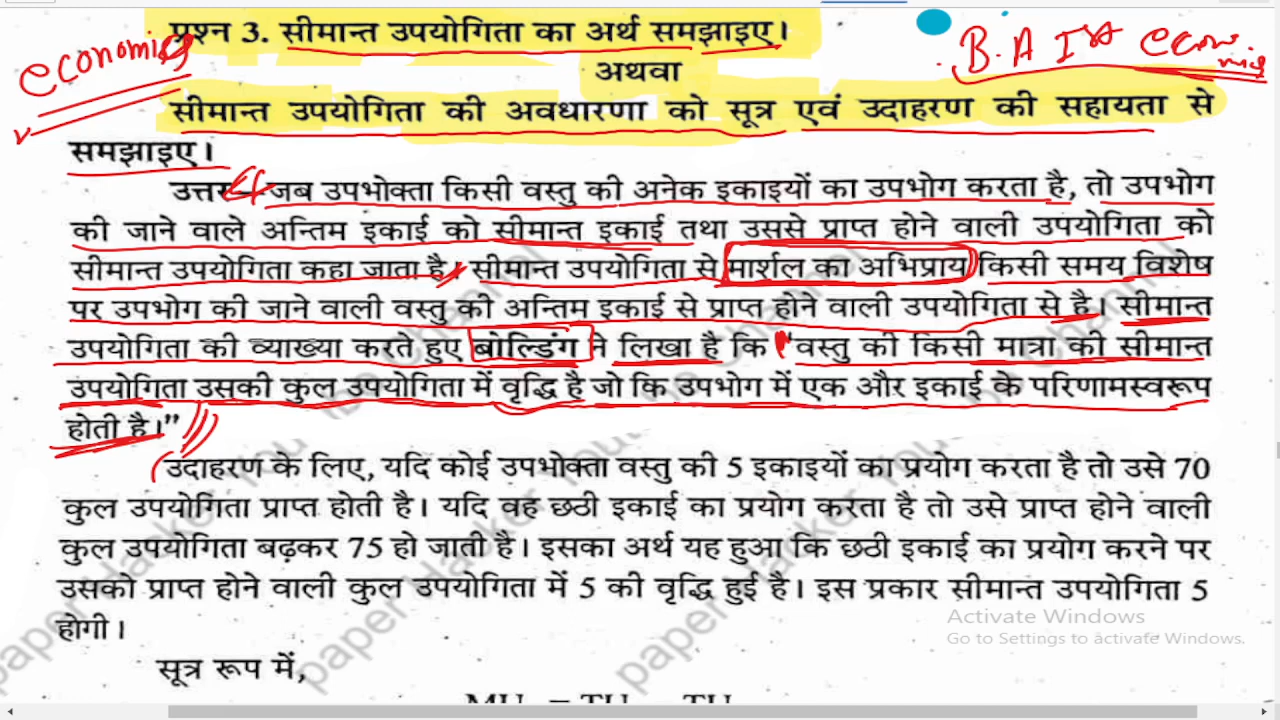 economics
B.A Ist economics
प्रश्न 3. सीमान्त उपयोगिता का अर्थ समझाइए।
अथवा
सीमान्त उपयोगिता की अवधारणा को सूत्र एवं उदाहरण की सहायता से
समझाइए।
उत्तर— जब उपभोक्ता किसी वस्तु की अनेक इकाइयों का उपभोग करता है, तो उपभोग
की जाने वाले अन्तिम इकाई को सीमान्त इकाई तथा उससे प्राप्त होने वाली उपयोगिता को
सीमान्त उपयोगिता कहा जाता है। सीमान्त उपयोगिता से मार्शल का अभिप्राय किसी समय विशेष
पर उपभोग की जाने वाली वस्तु की अन्तिम इकाई से प्राप्त होने वाली उपयोगिता से है। सीमान्त
उपयोगिता की व्याख्या करते हुए बोल्डिंग ने लिखा है कि "वस्तु की किसी मात्रा की सीमान्त
उपयोगिता उसकी कुल उपयोगिता में वृद्धि है जो कि उपभोग में एक और इकाई के परिणामस्वरूप
होती है।"
उदाहरण के लिए, यदि कोई उपभोक्ता वस्तु की 5 इकाइयों का प्रयोग करता है तो उसे 70
कुल उपयोगिता प्राप्त होती है। यदि वह छठी इकाई का प्रयोग करता है तो उसे प्राप्त होने वाली
कुल उपयोगिता बढ़कर 75 हो जाती है। इसका अर्थ यह हुआ कि छठी इकाई का प्रयोग करने पर
उसको प्राप्त होने वाली कुल उपयोगिता में 5 की वृद्धि हुई है। इस प्रकार सीमान्त उपयोगिता 5
होगी।
Activate Windows
Go to Settings to activate Windows.
सूत्र रूप में,